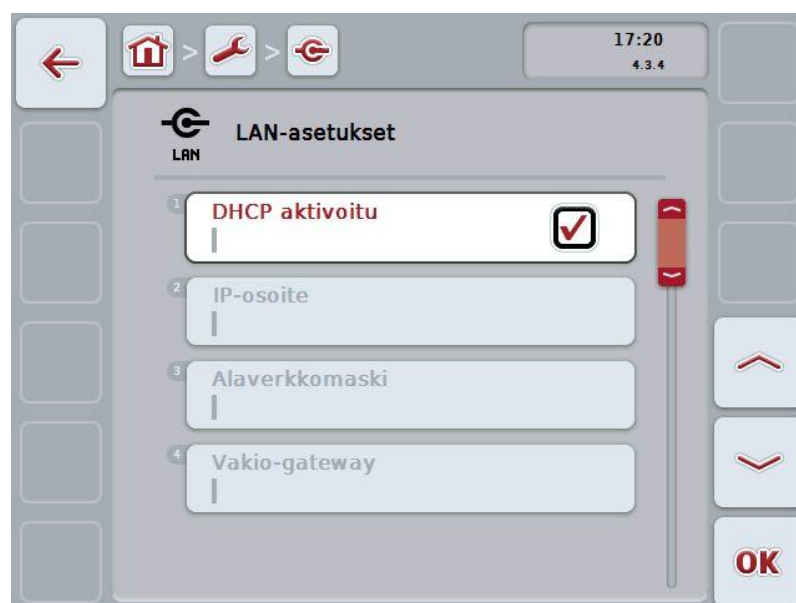 17:20
4.3.4
LAN
LAN-asetukset
1
DHCP aktivoitu
2
IP-osoite
3
Alaverkkomaski
4
Vakio-gateway
OK